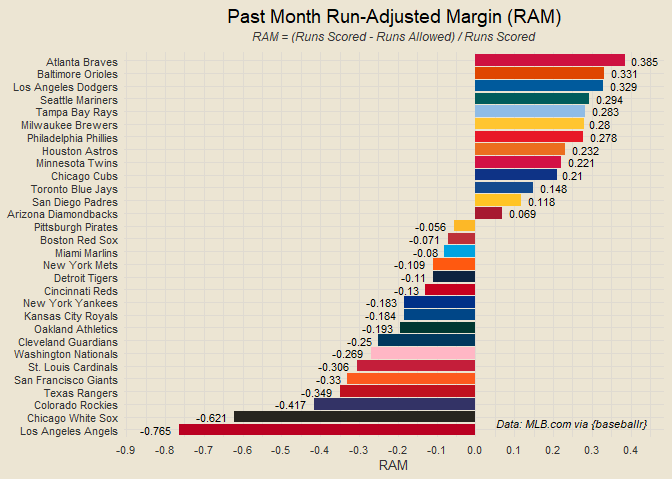 Past Month Run-Adjusted Margin (RAM)
RAM = (Runs Scored - Runs Allowed) / Runs Scored
Atlanta Braves 0.385
Baltimore Orioles 0.331
Los Angeles Dodgers 0.329
Seattle Mariners 0.294
Tampa Bay Rays 0.283
Milwaukee Brewers 0.28
Philadelphia Phillies 0.278
Houston Astros 0.232
Minnesota Twins 0.221
Chicago Cubs 0.21
Toronto Blue Jays 0.148
San Diego Padres 0.118
Arizona Diamondbacks 0.069
Pittsburgh Pirates -0.056
Boston Red Sox -0.071
Miami Marlins -0.08
New York Mets -0.109
Detroit Tigers -0.11
Cincinnati Reds -0.13
New York Yankees -0.183
Kansas City Royals -0.184
Oakland Athletics -0.193
Cleveland Guardians -0.25
Washington Nationals -0.269
St. Louis Cardinals -0.306
San Francisco Giants -0.33
Texas Rangers -0.349
Colorado Rockies -0.417
Chicago White Sox -0.621
Data: MLB.com via {baseballr}
Los Angeles Angels -0.765
-0.9 -0.8 -0.7 -0.6 -0.5 -0.4 -0.3 -0.2 -0.1 0.0 0.1 0.2 0.3 0.4
RAM